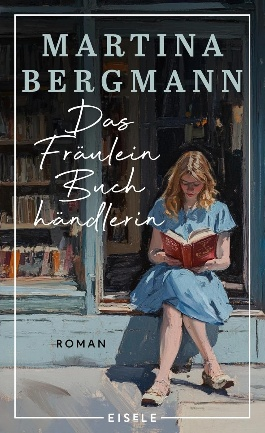 MARTINA
BERGMANN
Das
Fräulein
Buch
händlerin
ROMAN
EISELE